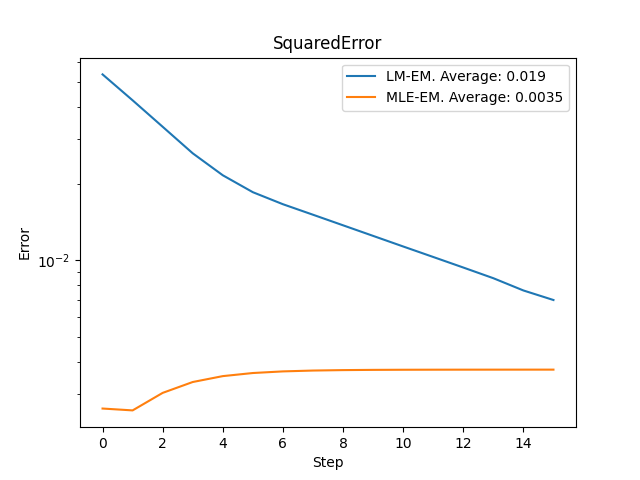 SquaredError
LM-EM. Average: 0.019
MLE-EM. Average: 0.0035
Error
10⁻²
0 2 4 6 8 10 12 14
Step